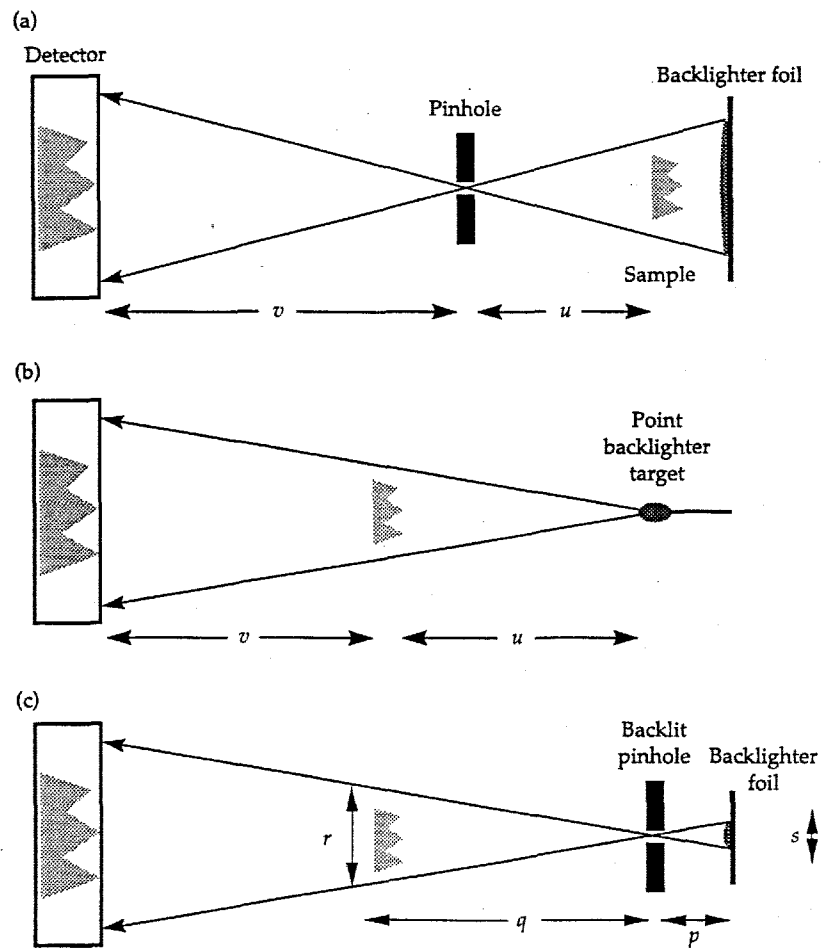 (a)
Detector
Backlighter foil
Pinhole
Sample
v
u
(b)
Point
backlighter
target
v
u
(c)
Backlit
pinhole
Backlighter
foil
r
s
q
p